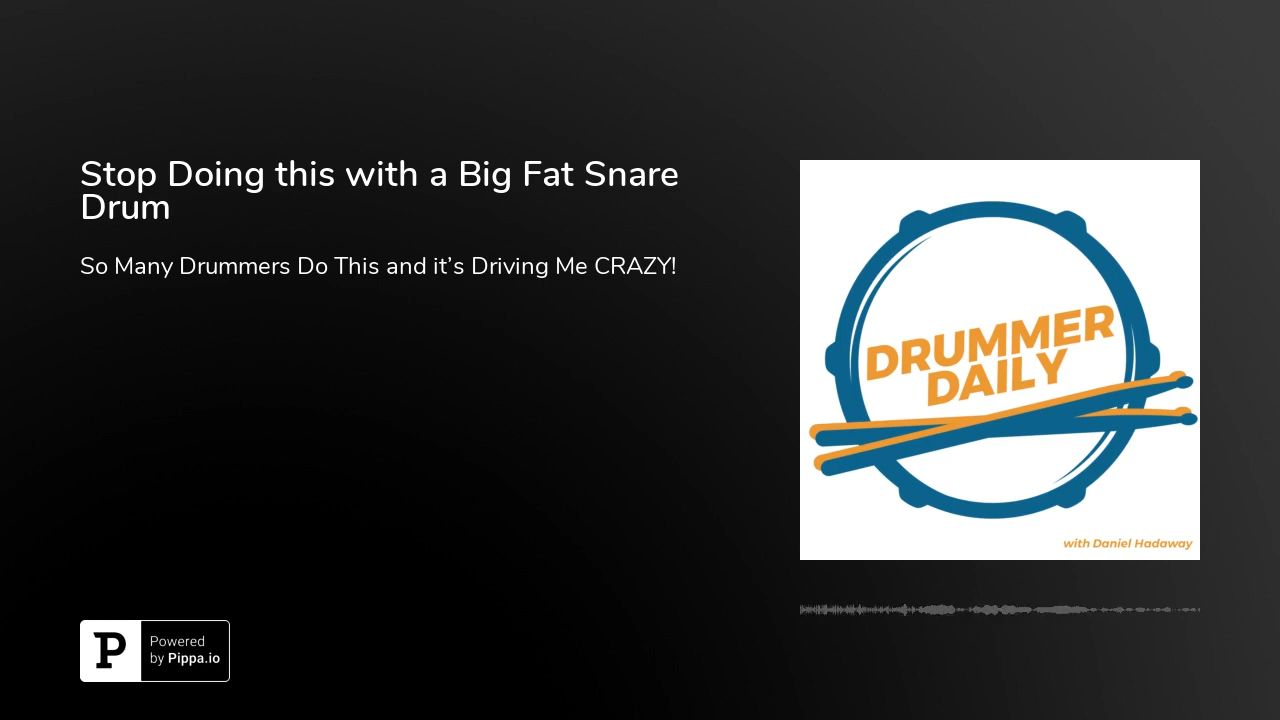 Stop Doing this with a Big Fat Snare
Drum
So Many Drummers Do This and it’s Driving Me CRAZY!
DRUMMER
DAILY
with Daniel Hadaway
P
Powered
by Pippa.io